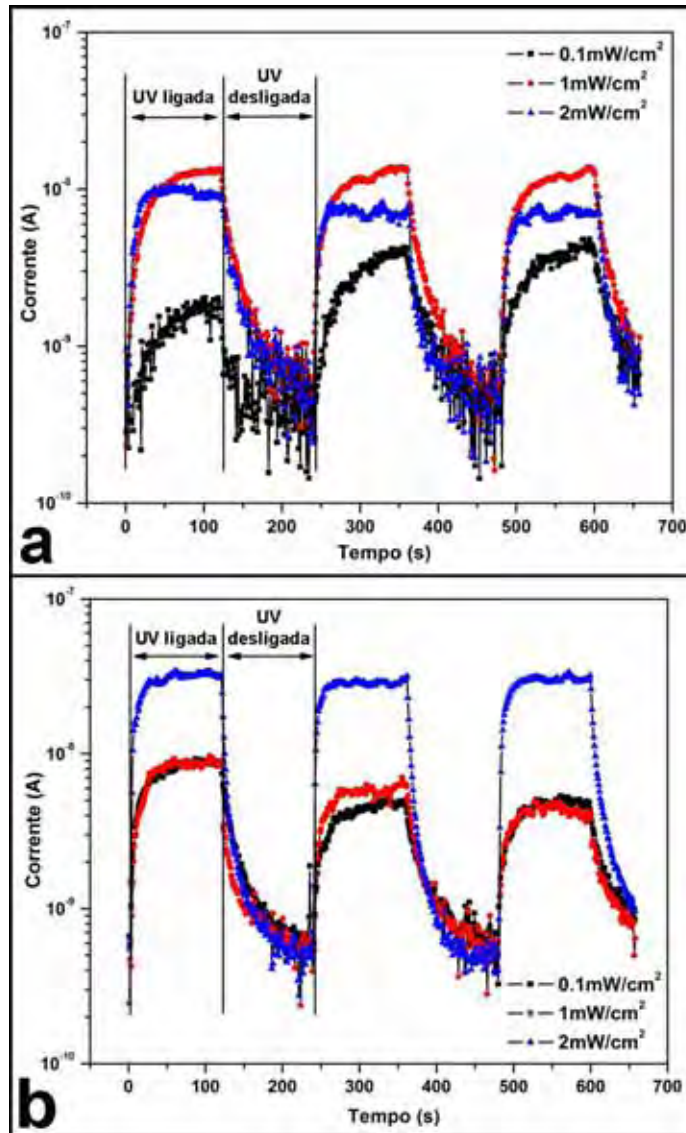 10⁻⁷
10⁻⁸
10⁻⁹
10⁻¹⁰
Corrente (A)
UV ligada
UV
desligada
0.1mW/cm²
1mW/cm²
2mW/cm²
0 100 200 300 400 500 600 700
Tempo (s)
a
10⁻⁷
10⁻⁸
10⁻⁹
10⁻¹⁰
Corrente (A)
UV ligada
UV
desligada
0.1mW/cm²
1mW/cm²
2mW/cm²
0 100 200 300 400 500 600 700
Tempo (s)
b